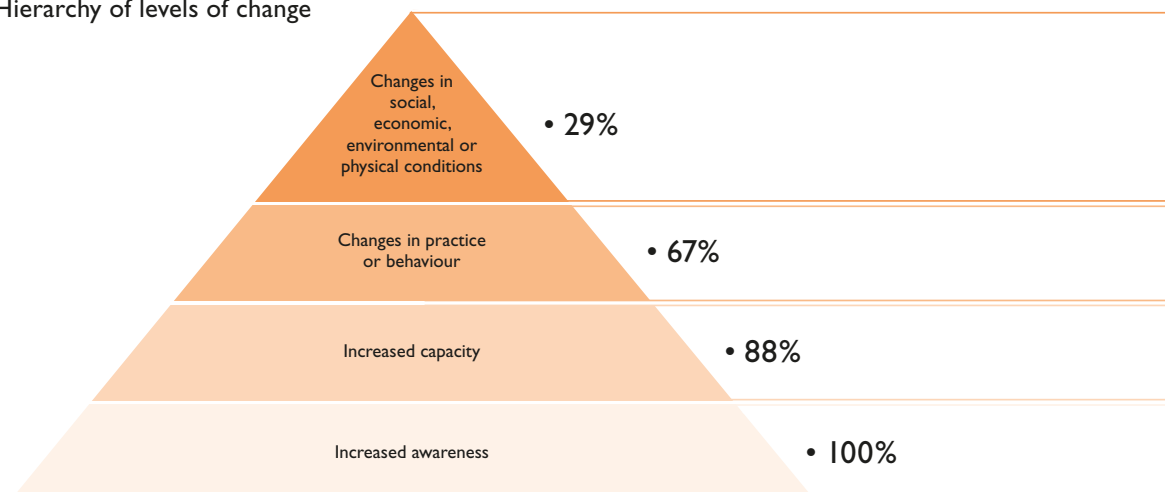 Hierarchy of levels of change
Changes in
social,
economic,
environmental or
physical conditions
• 29%
Changes in practice
or behaviour
• 67%
Increased capacity
• 88%
Increased awareness
• 100%